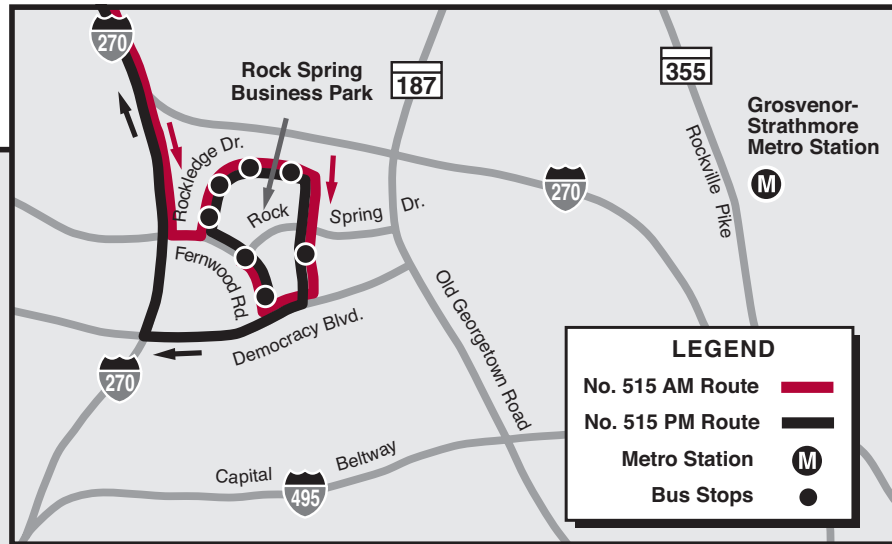 270
Rock Spring
Business Park
187
355
Grosvenor-
Strathmore
Metro Station
M
Rockledge Dr.
Rock Spring Dr.
Rockville Pike
270
Fernwood Rd.
Old Georgetown Road
Democracy Blvd.
270
Capital Beltway
495
LEGEND
No. 515 AM Route
No. 515 PM Route
Metro Station M
Bus Stops